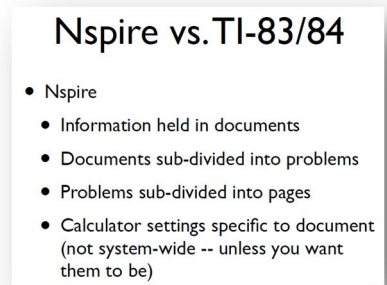 Nspire vs. TI-83/84
• Nspire
• Information held in documents
• Documents sub-divided into problems
• Problems sub-divided into pages
• Calculator settings specific to document
(not system-wide -- unless you want
them to be)